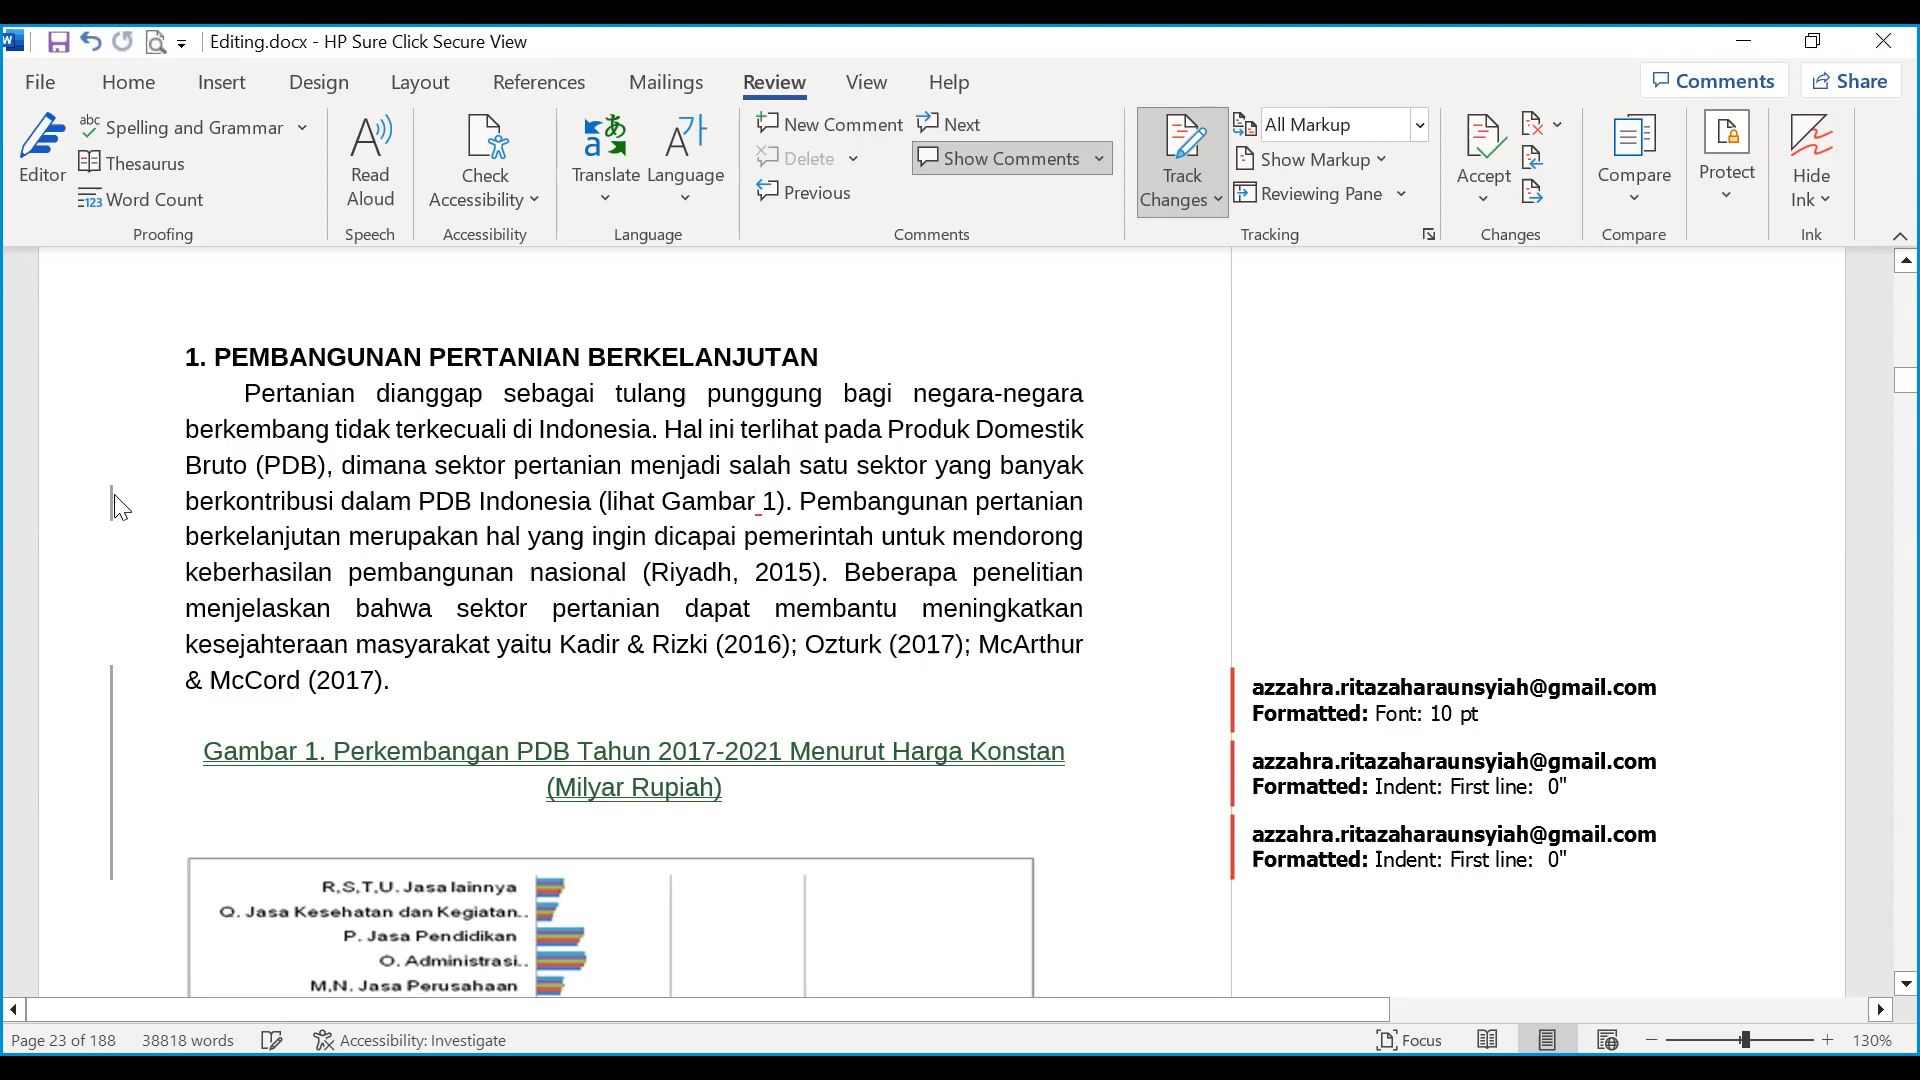 Editing.docx - HP Sure Click Secure View
File Home Insert Design Layout References Mailings Review View Help Comments Share
Editor
Spelling and Grammar
Thesaurus
Word Count
Proofing
Read Aloud
Speech
Check Accessibility
Accessibility
Translate
Language
Language
New Comment
Delete
Previous
Next
Show Comments
Comments
Track Changes
All Markup
Show Markup
Reviewing Pane
Tracking
Accept
Changes
Compare
Compare
Protect
Hide Ink
Ink
1. PEMBANGUNAN PERTANIAN BERKELANJUTAN
Pertanian dianggap sebagai tulang punggung bagi negara-negara
berkembang tidak terkecuali di Indonesia. Hal ini terlihat pada Produk Domestik
Bruto (PDB), dimana sektor pertanian menjadi salah satu sektor yang banyak
berkontribusi dalam PDB Indonesia (lihat Gambar 1). Pembangunan pertanian
berkelanjutan merupakan hal yang ingin dicapai pemerintah untuk mendorong
keberhasilan pembangunan nasional (Riyadh, 2015). Beberapa penelitian
menjelaskan bahwa sektor pertanian dapat membantu meningkatkan
kesejahteraan masyarakat yaitu Kadir & Rizki (2016); Ozturk (2017); McArthur
& McCord (2017).
Gambar 1. Perkembangan PDB Tahun 2017-2021 Menurut Harga Konstan
(Milyar Rupiah)
R,S,T,U. Jasa lainnya
Q. Jasa Kesehatan dan Kegiatan..
P. Jasa Pendidikan
O. Administrasi..
M,N. Jasa Perusahaan
azzahra.ritazaharaunsyiah@gmail.com
Formatted: Font: 10 pt
azzahra.ritazaharaunsyiah@gmail.com
Formatted: Indent: First line: 0"
azzahra.ritazaharaunsyiah@gmail.com
Formatted: Indent: First line: 0"
Page 23 of 188 38818 words Accessibility: Investigate Focus 130%